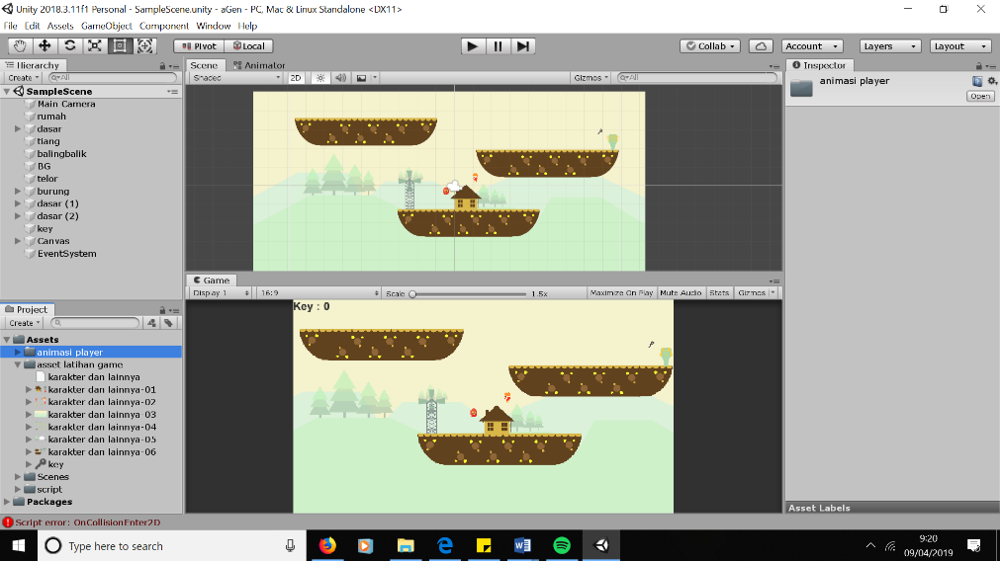 Unity 2018.3.11f1 Personal - SampleScene.unity - aGen - PC, Mac & Linux Standalone <DX11>
File Edit Assets GameObject Component Window Help
Pivot Local Collab Account Layers Layout
Hierarchy
Create All
SampleScene
Main Camera
rumah
dasar
tiang
balingbalik
BG
telor
burung
dasar (1)
dasar (2)
key
Canvas
EventSystem
Scene Animator
Shaded 2D Gizmos All
Game
Display 1 16:9 Scale 1.5x Maximize On Play Mute Audio Stats Gizmos
Key : 0
Inspector
animasi player
Open
Asset Labels
Project
Create
Assets
animasi player
asset latihan game
karakter dan lainnya
karakter dan lainnya-01
karakter dan lainnya-02
karakter dan lainnya-03
karakter dan lainnya-04
karakter dan lainnya-05
karakter dan lainnya-06
key
Scenes
script
Packages
Script error: OnCollisionEnter2D
Type here to search
9:20
09/04/2019